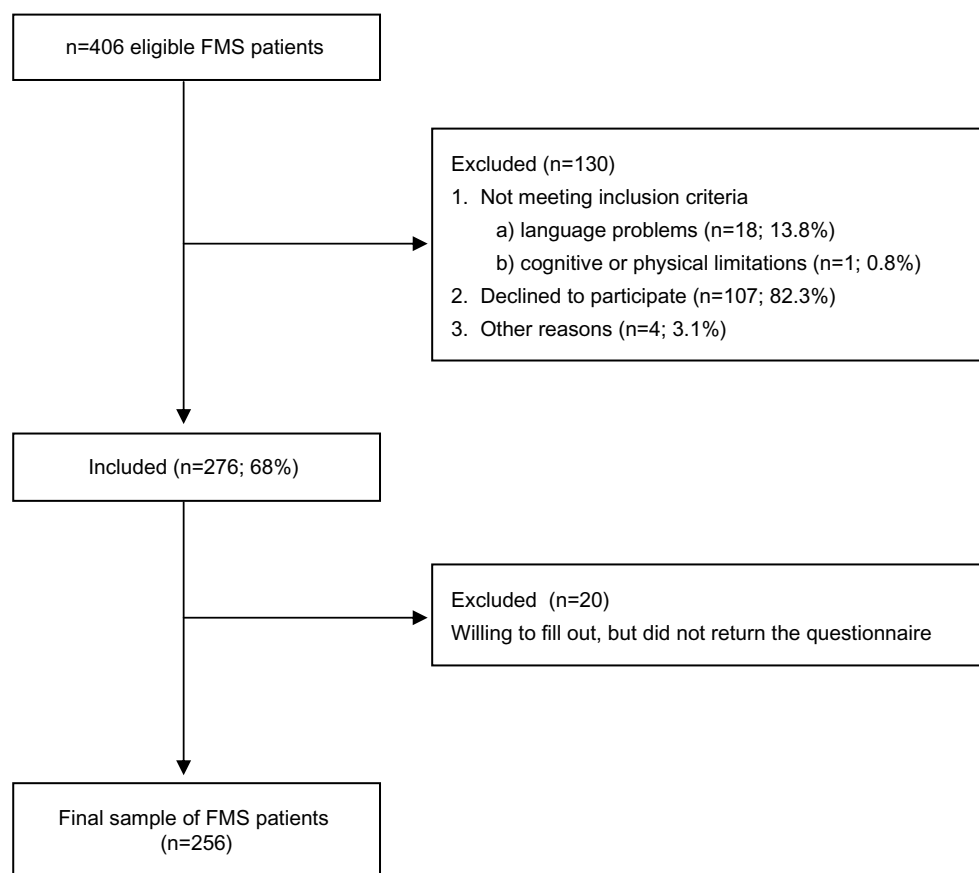 n=406 eligible FMS patients
Excluded (n=130)
1. Not meeting inclusion criteria
a) language problems (n=18; 13.8%)
b) cognitive or physical limitations (n=1; 0.8%)
2. Declined to participate (n=107; 82.3%)
3. Other reasons (n=4; 3.1%)
Included (n=276; 68%)
Excluded (n=20)
Willing to fill out, but did not return the questionnaire
Final sample of FMS patients
(n=256)